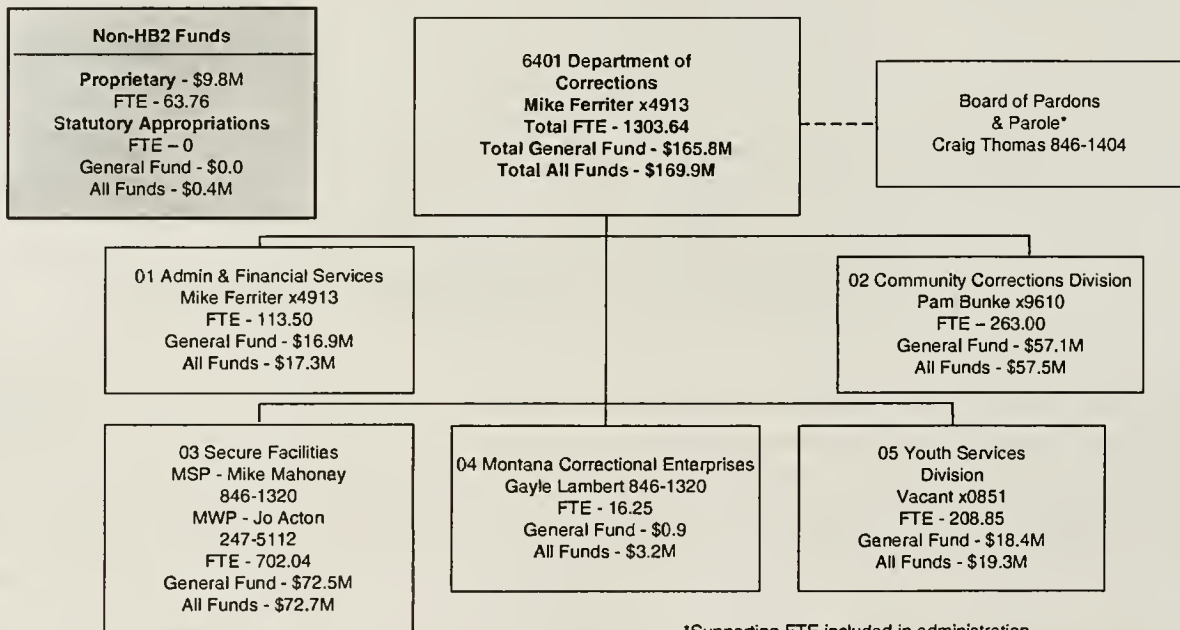 Non-HB2 Funds
Proprietary - $9.8M
FTE - 63.76
Statutory Appropriations
FTE – 0
General Fund - $0.0
All Funds - $0.4M
6401 Department of
Corrections
Mike Ferriter x4913
Total FTE - 1303.64
Total General Fund - $165.8M
Total All Funds - $169.9M
Board of Pardons
& Parole*
Craig Thomas 846-1404
01 Admin & Financial Services
Mike Ferriter x4913
FTE - 113.50
General Fund - $16.9M
All Funds - $17.3M
02 Community Corrections Division
Pam Bunke x9610
FTE – 263.00
General Fund - $57.1M
All Funds - $57.5M
03 Secure Facilities
MSP - Mike Mahoney
846-1320
MWP - Jo Acton
247-5112
FTE - 702.04
General Fund - $72.5M
All Funds - $72.7M
04 Montana Correctional Enterprises
Gayle Lambert 846-1320
FTE - 16.25
General Fund - $0.9
All Funds - $3.2M
05 Youth Services
Division
Vacant x0851
FTE - 208.85
General Fund - $18.4M
All Funds - $19.3M
*Supporting FTE included in administration